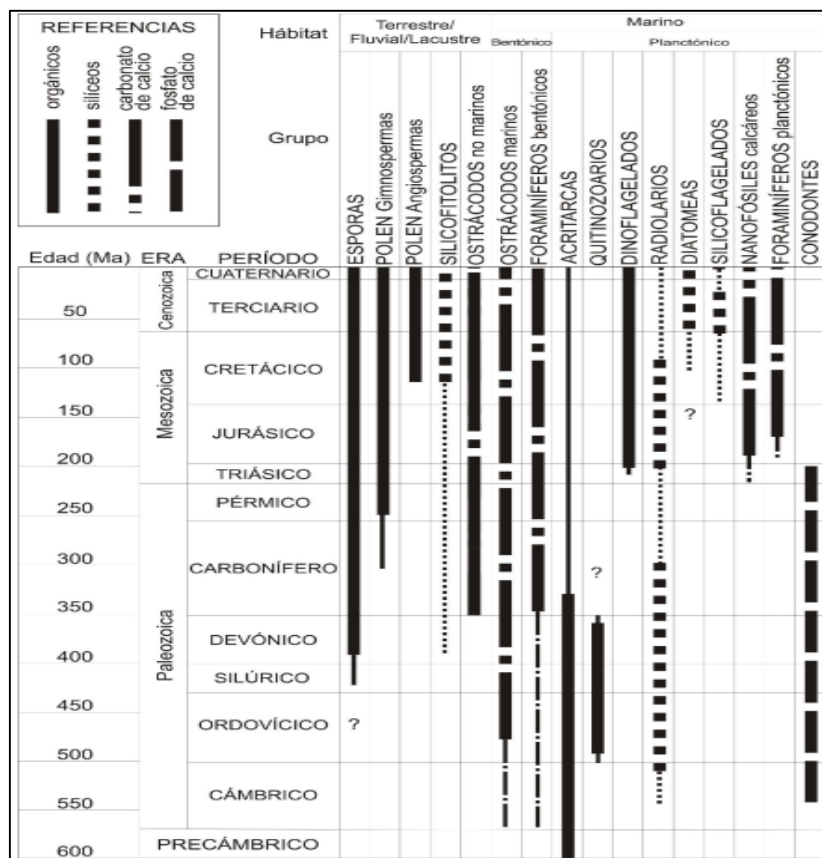 REFERENCIAS
orgánicos
silíceos
carbonato de calcio
fosfato de calcio
Hábitat
Terrestre/
Fluvial/Lacustre
Marino
Bentónico
Planctónico
Grupo
ESPORAS
POLEN Gimnospermas
POLEN Angiospermas
SILICOFITOLITOS
OSTRÁCODOS no marinos
OSTRÁCODOS marinos
FORAMINÍFEROS bentónicos
ACRITARCAS
QUITINOZOARIOS
DINOFLAGELADOS
RADIOLARIOS
DIATOMEAS
SILICOFLAGELADOS
NANOFÓSILES calcáreos
FORAMINÍFEROS planctónicos
CONODONTES
Edad (Ma) ERA PERÍODO
Cenozoica
CUATERNARIO
TERCIARIO
50
Mesozoica
100
CRETÁCICO
150
?
JURÁSICO
200
TRIÁSICO
Paleozoica
PÉRMICO
250
300
CARBONÍFERO
?
350
DEVÓNICO
400
SILÚRICO
450
ORDOVÍCICO
?
500
CÁMBRICO
550
PRECÁMBRICO
600